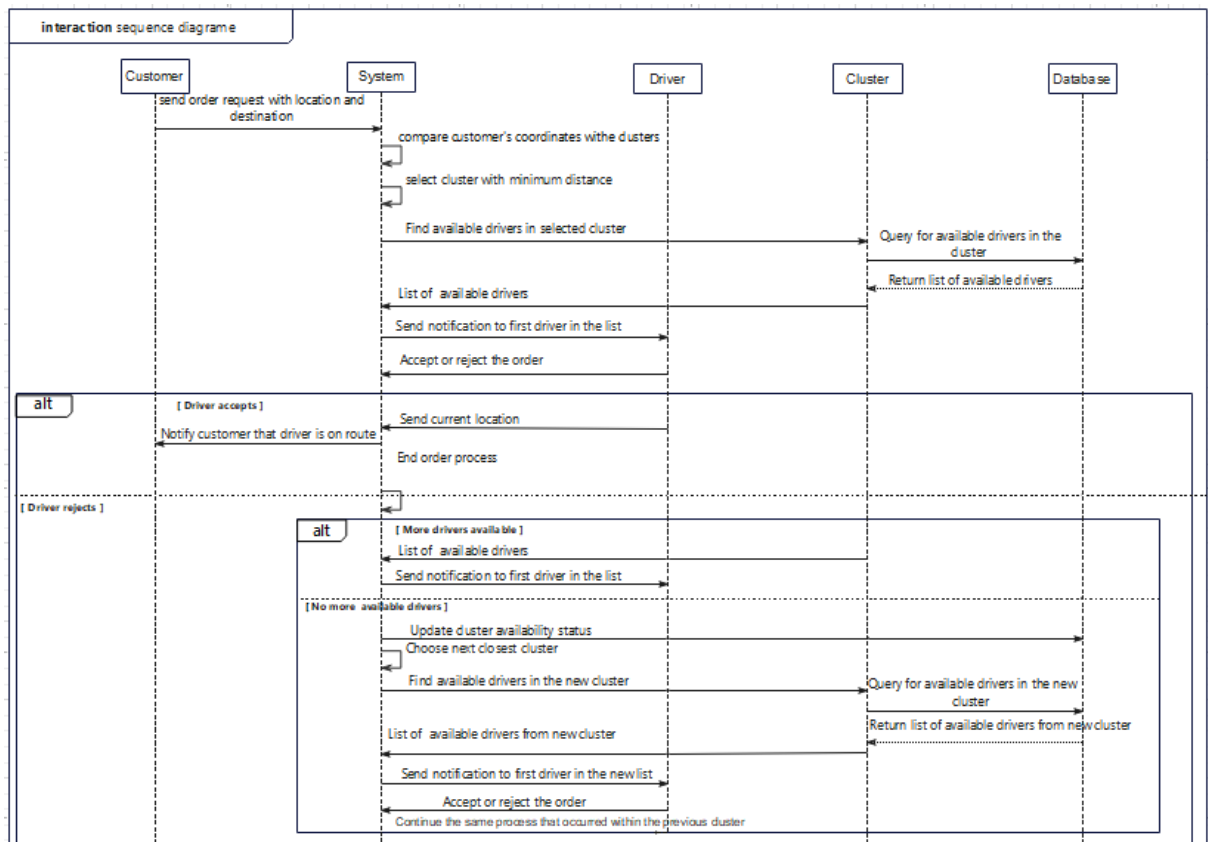 interaction sequence diagrame
Customer
System
Driver
Cluster
Database
send order request with location and
destination
compare customer's coordinates withe clusters
select cluster with minimum distance
Find available drivers in selected cluster
Query for available drivers in the
cluster
Return list of available drivers
List of available drivers
Send notification to first driver in the list
Accept or reject the order
alt
[ Driver accepts ]
Send current location
Notify customer that driver is on route
End order process
[ Driver rejects ]
alt
[ More drivers available ]
List of available drivers
Send notification to first driver in the list
[ No more available drivers ]
Update cluster availability status
Choose next closest cluster
Find available drivers in the new cluster
Query for available drivers in the new
cluster
Return list of available drivers from new cluster
List of available drivers from new cluster
Send notification to first driver in the new list
Accept or reject the order
Continue the same process that occurred within the previous cluster